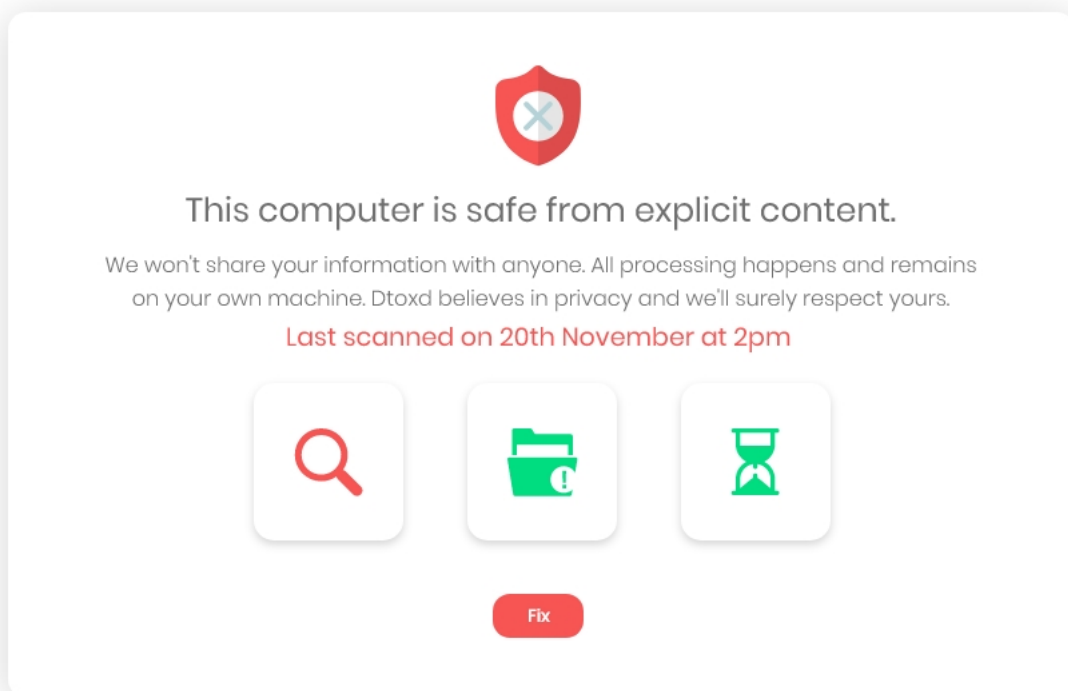 This computer is safe from explicit content.
We won't share your information with anyone. All processing happens and remains
on your own machine. Dtoxd believes in privacy and we'll surely respect yours.
Last scanned on 20th November at 2pm
Fix